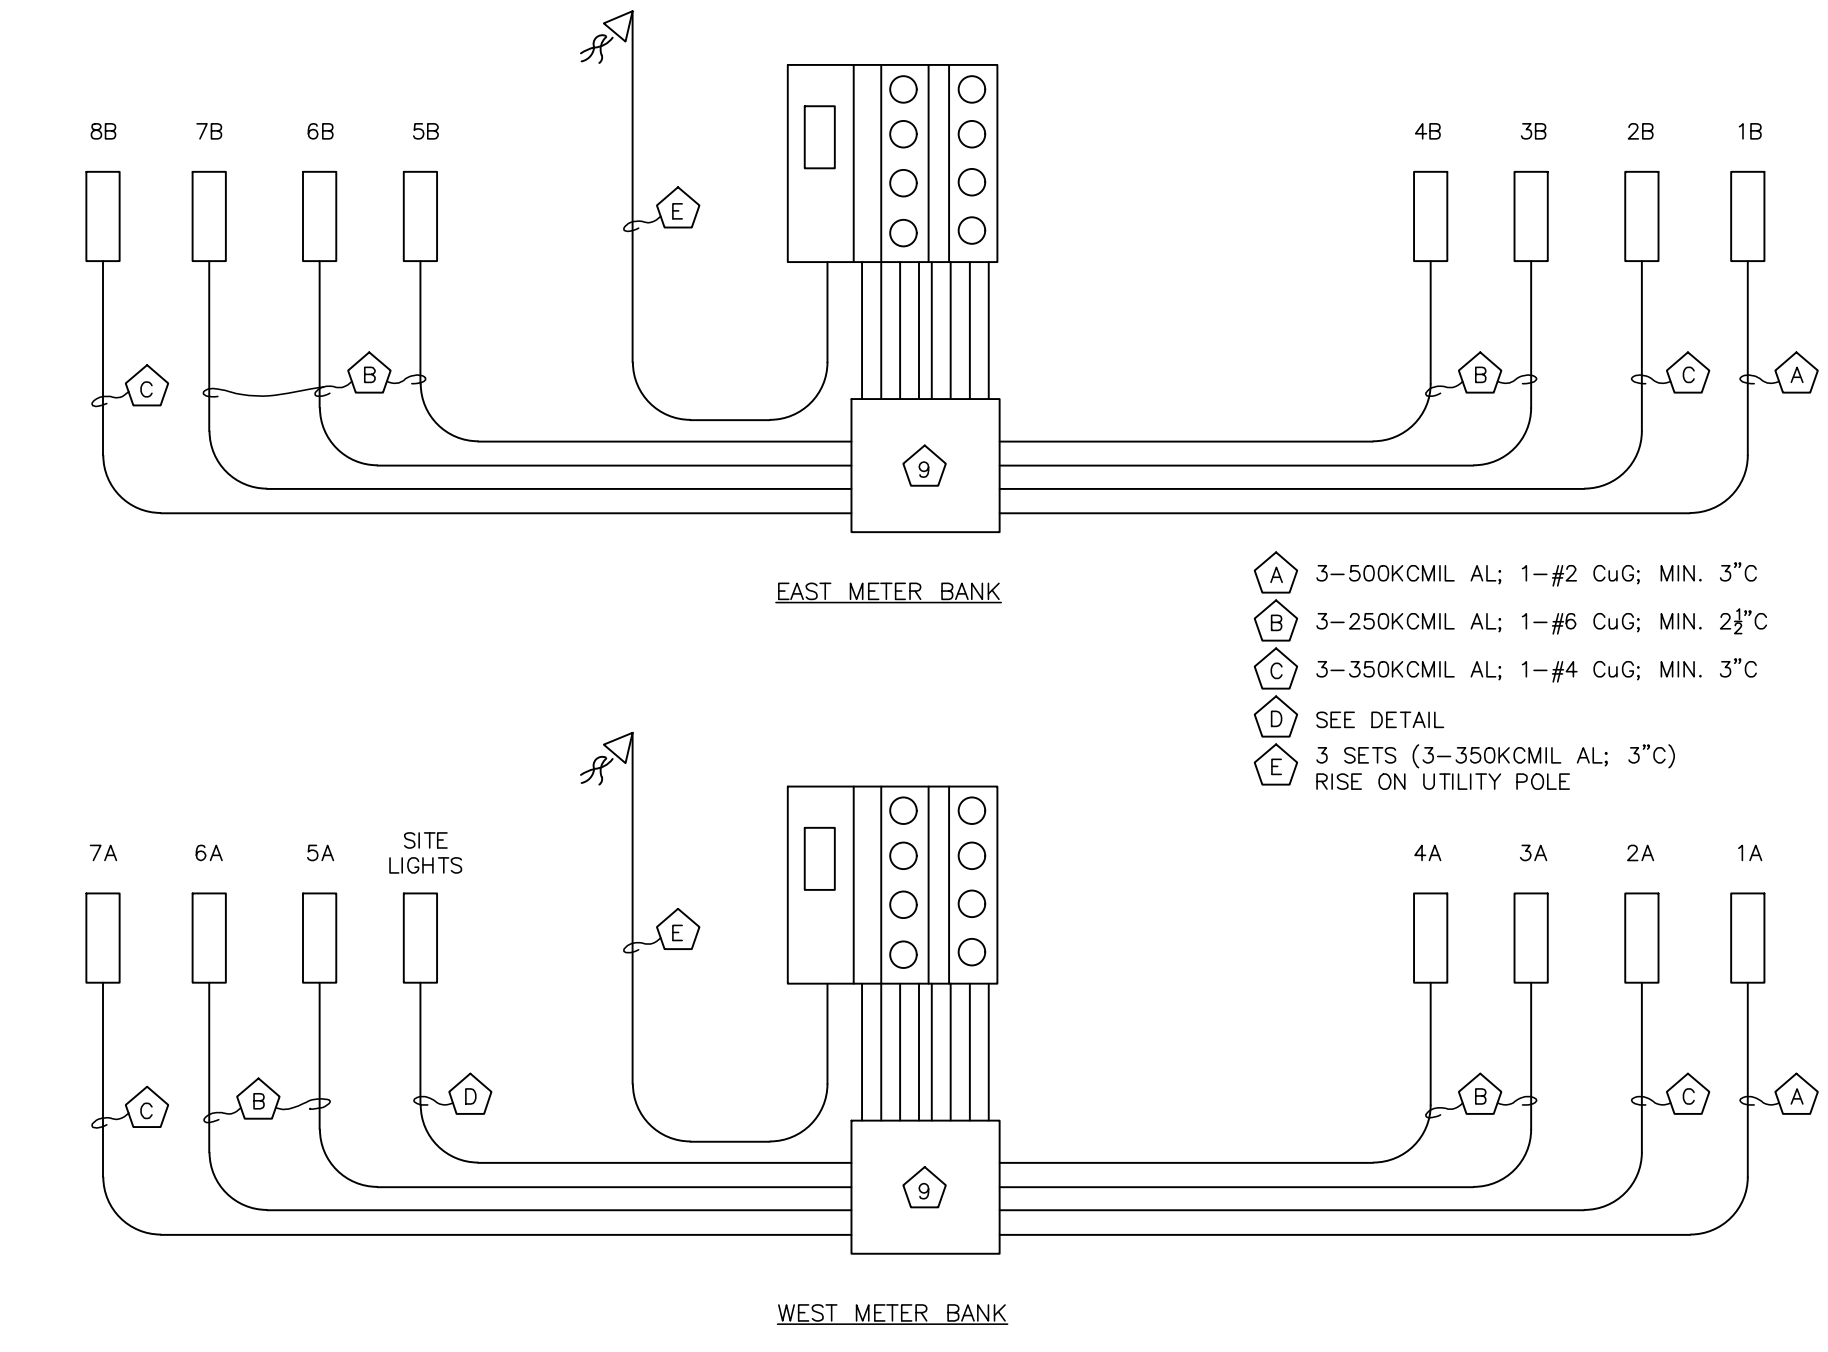 8B
7B
6B
5B
4B
3B
2B
1B
E
C
B
B
C
A
9
EAST METER BANK
A 3-500KCMIL AL; 1-#2 CuG; MIN. 3"C
B 3-250KCMIL AL; 1-#6 CuG; MIN. 2½"C
C 3-350KCMIL AL; 1-#4 CuG; MIN. 3"C
D SEE DETAIL
E 3 SETS (3-350KCMIL AL; 3"C)
RISE ON UTILITY POLE
7A
6A
5A
SITE
LIGHTS
4A
3A
2A
1A
E
C
B
D
B
C
A
9
WEST METER BANK